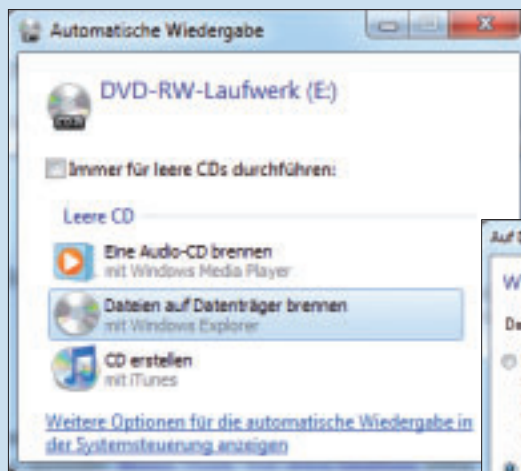 Automatische Wiedergabe
DVD-RW-Laufwerk (E:)
Immer für leere CDs durchführen:
Leere CD
Eine Audio-CD brennen
mit Windows Media Player
Dateien auf Datenträger brennen
mit Windows Explorer
CD erstellen
mit iTunes
Weitere Optionen für die automatische Wiedergabe in
der Systemsteuerung anzeigen
Auf